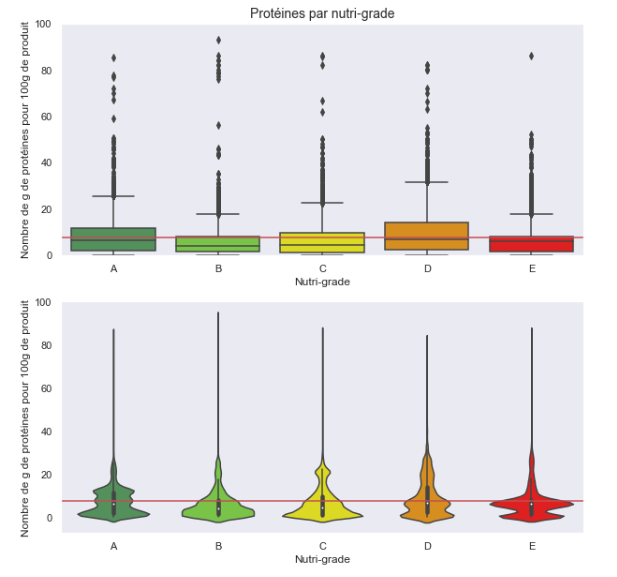 Protéines par nutri-grade
Nombre de g de protéines pour 100g de produit
100
80
60
40
20
0
A B C D E
Nutri-grade
Nombre de g de protéines pour 100g de produit
100
80
60
40
20
0
A B C D E
Nutri-grade